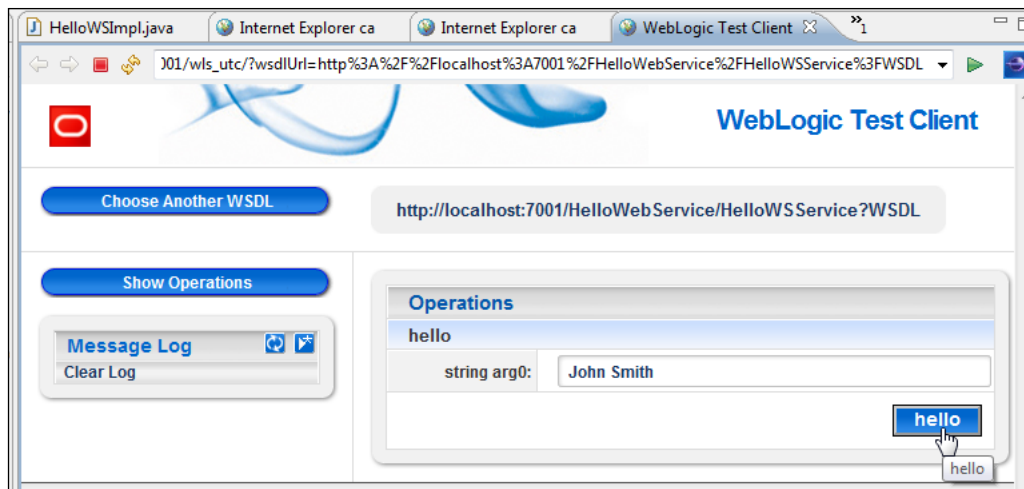 HelloWSImpl.java Internet Explorer ca Internet Explorer ca WebLogic Test Client »1
001/wls_utc/?wsdlUrl=http%3A%2F%2Flocalhost%3A7001%2FHelloWebService%2FHelloWSService%3FWSDL
WebLogic Test Client
Choose Another WSDL
http://localhost:7001/HelloWebService/HelloWSService?WSDL
Show Operations
Operations
hello
Message Log
Clear Log
string arg0: John Smith
hello
hello